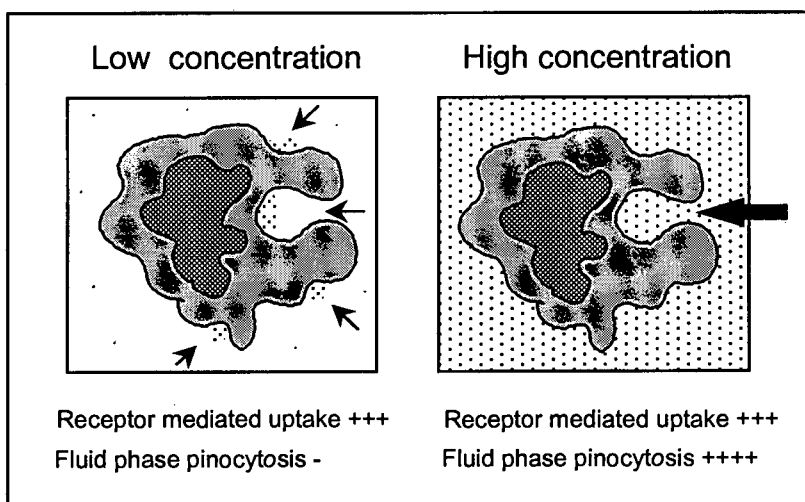 Low concentration
High concentration
Receptor mediated uptake +++
Fluid phase pinocytosis -
Receptor mediated uptake +++
Fluid phase pinocytosis ++++